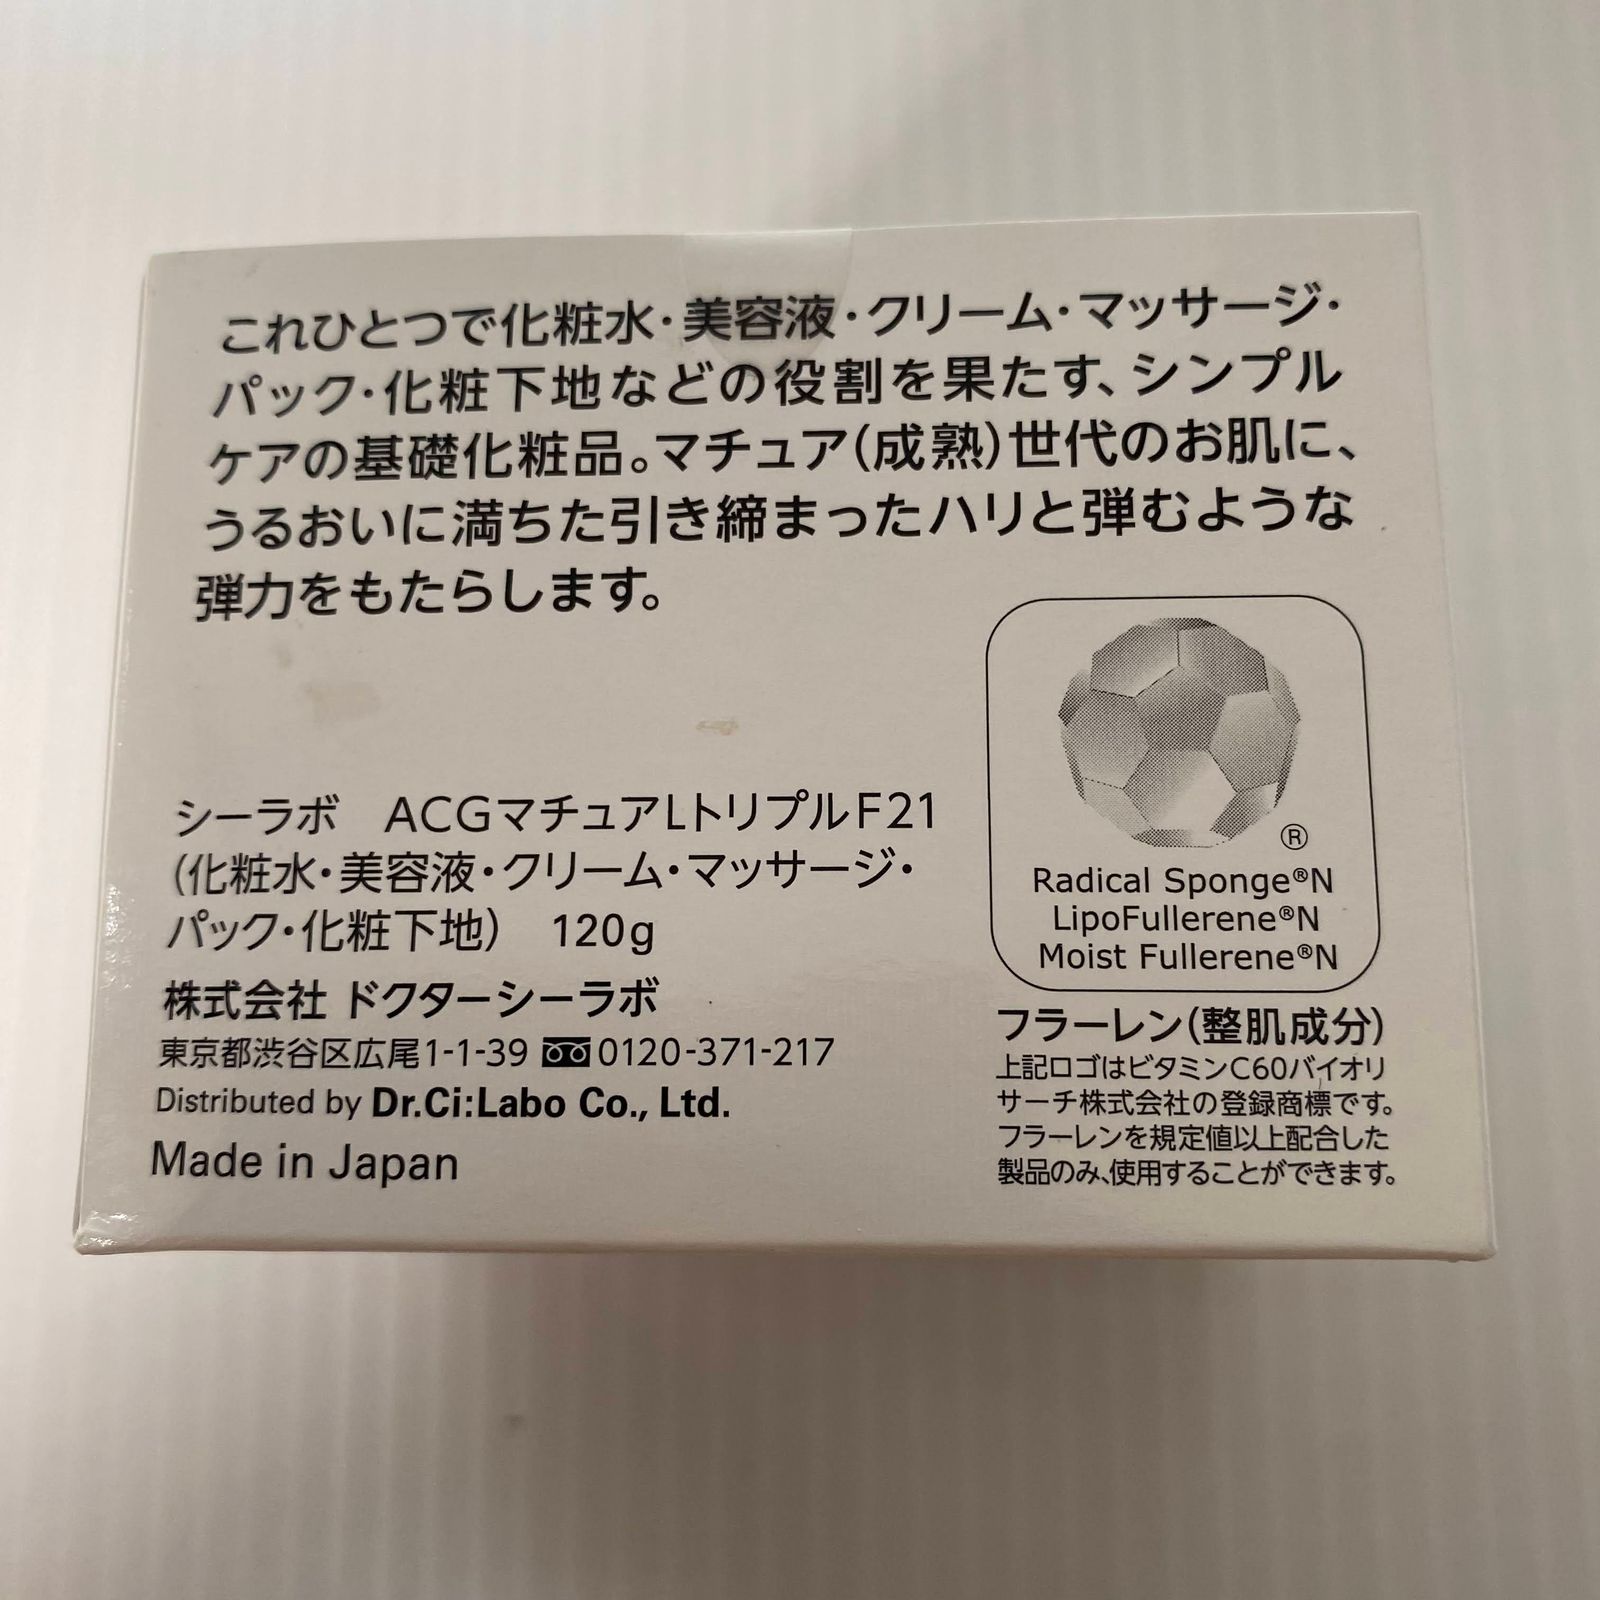 これひとつで化粧水・美容液・クリーム・マッサージ・
パック・化粧下地などの役割を果たす、シンプル
ケアの基礎化粧品。マチュア(成熟)世代のお肌に、
うるおいに満ちた引き締まったハリと弾むような
弾力をもたらします。
シーラボ　ACGマチュアLトリプルF21
(化粧水・美容液・クリーム・マッサージ・
パック・化粧下地)　120g
株式会社 ドクターシーラボ
東京都渋谷区広尾1-1-39 0120-371-217
Distributed by Dr.Ci:Labo Co., Ltd.
Made in Japan
®
Radical Sponge®N
LipoFullerene®N
Moist Fullerene®N
フラーレン(整肌成分)
上記ロゴはビタミンC60バイオリ
サーチ株式会社の登録商標です。
フラーレンを規定値以上配合した
製品のみ、使用することができます。